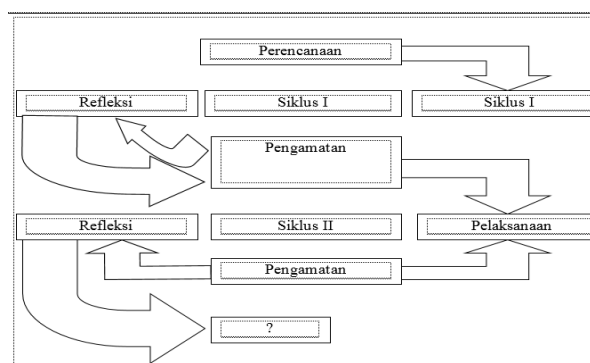 Perencanaan
Refleksi
Siklus I
Siklus I
Pengamatan
Refleksi
Siklus II
Pelaksanaan
Pengamatan
?